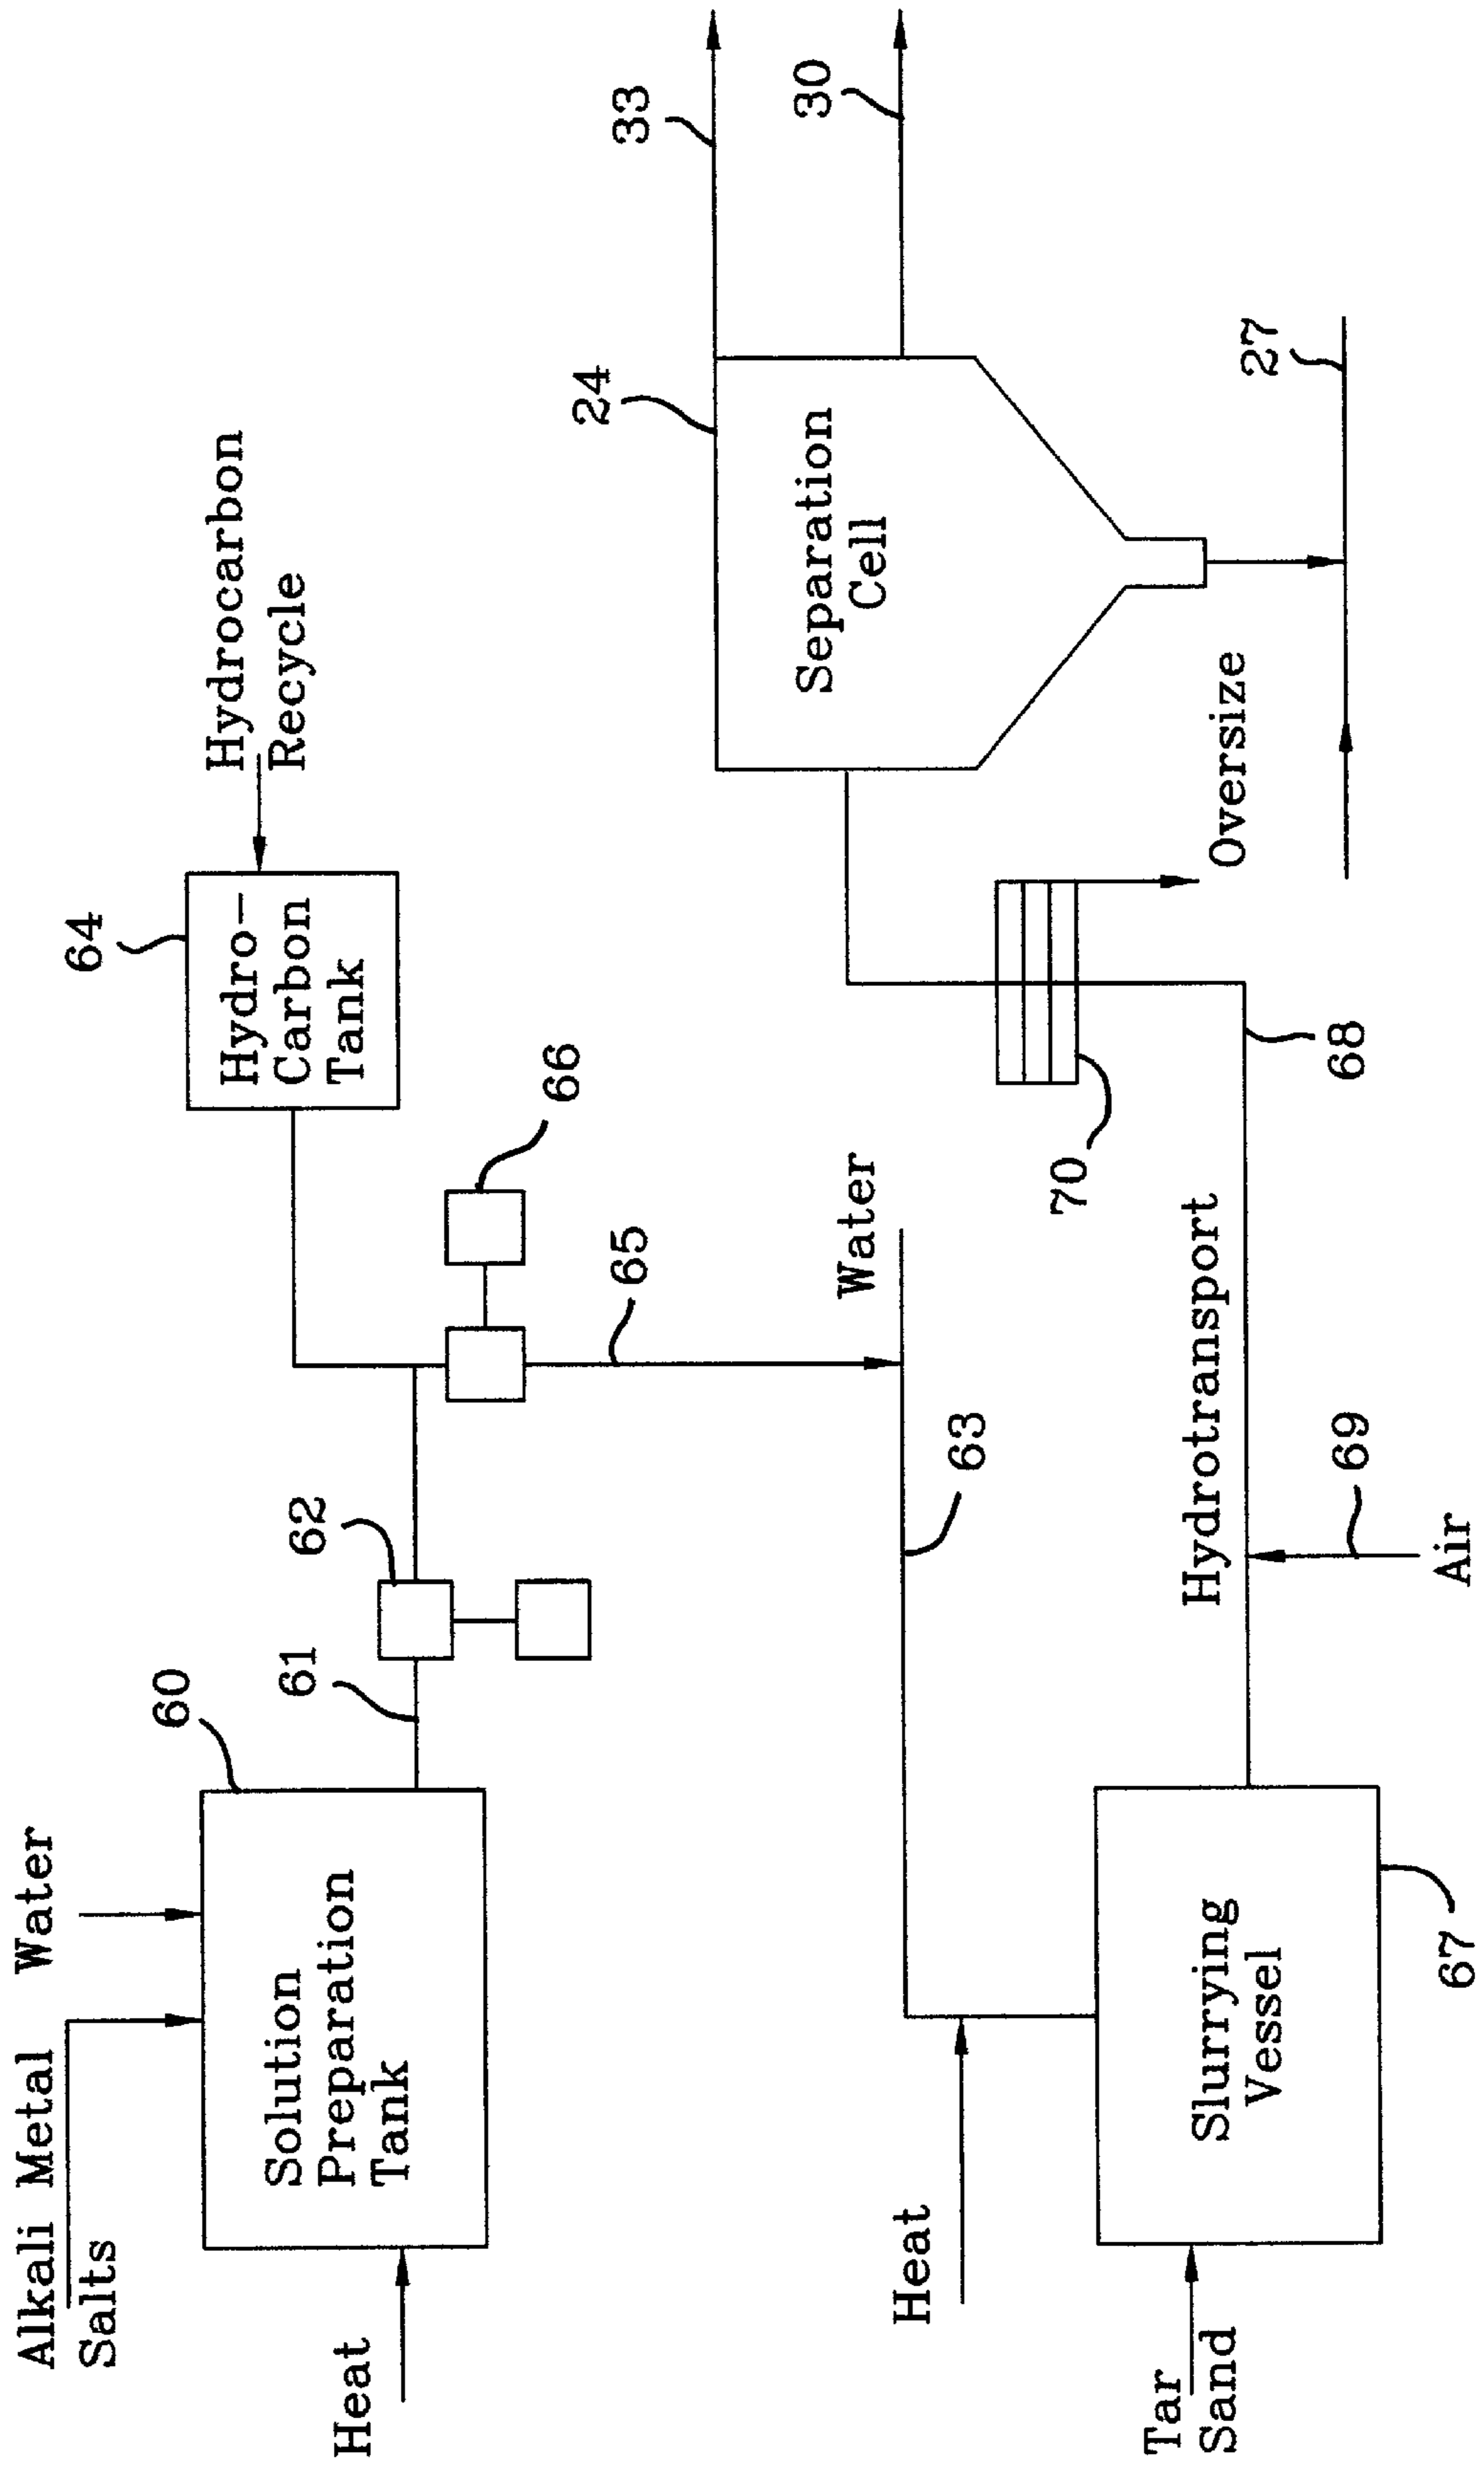 Alkali Metal
Salts
Water
60
Heat
Solution
Preparation
Tank
61
62
64
Hydro-
Carbon
Tank
Hydrocarbon
Recycle
66
65
Water
63
Heat
Tar
Sand
Slurrying
Vessel
67
Hydrotransport
69
Air
68
70
Oversize
24
Separation
Cell
33
30
27